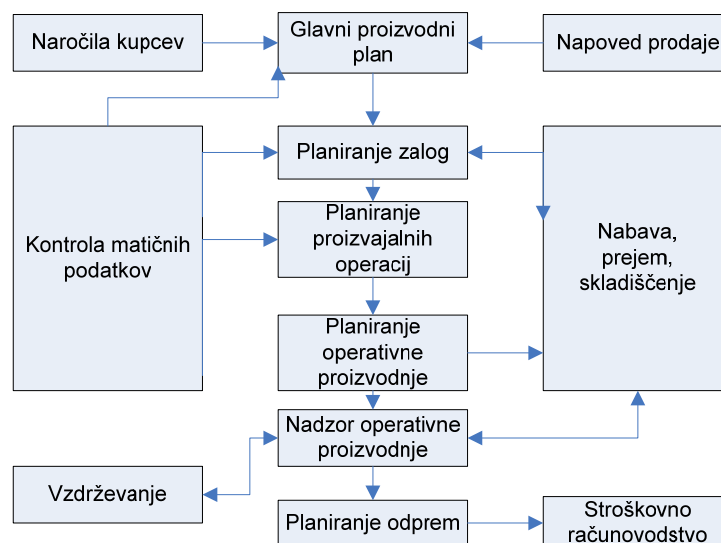 Naročila kupcev
Glavni proizvodni
plan
Napoved prodaje
Planiranje zalog
Kontrola matičnih
podatkov
Planiranje
proizvajalnih
operacij
Nabava,
prejem,
skladiščenje
Planiranje
operativne
proizvodnje
Nadzor operativne
proizvodnje
Vzdrževanje
Planiranje odprem
Stroškovno
računovodstvo